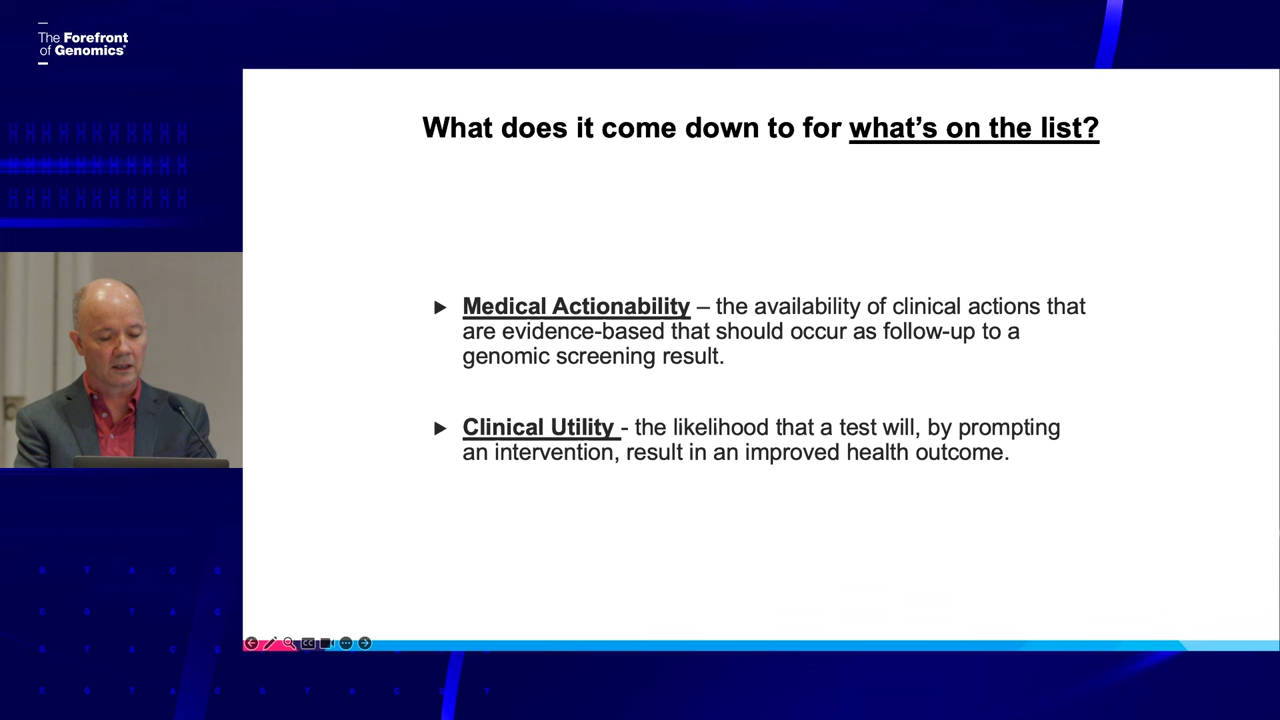 The Forefront
of Genomics®
What does it come down to for what's on the list?
Medical Actionability – the availability of clinical actions that
are evidence-based that should occur as follow-up to a
genomic screening result.
Clinical Utility - the likelihood that a test will, by prompting
an intervention, result in an improved health outcome.